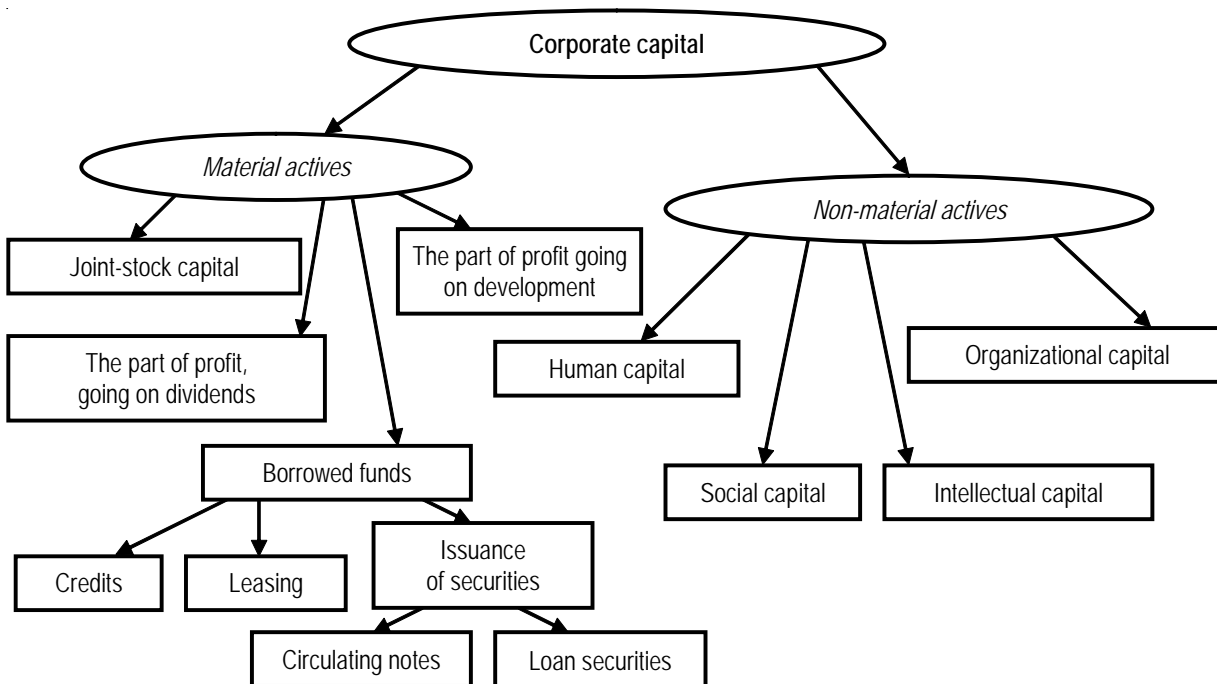 Corporate capital
Material actives
Non-material actives
Joint-stock capital
The part of profit going
on development
The part of profit,
going on dividends
Human capital
Organizational capital
Borrowed funds
Social capital
Intellectual capital
Credits
Leasing
Issuance
of securities
Circulating notes
Loan securities